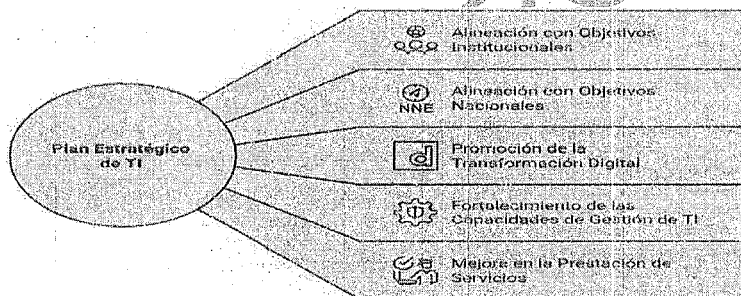 Alineación con Objetivos
Institucionales
NNE
Alineación con Objetivos
Nacionales
Plan Estratégico
de TI
Promoción de la
Transformación Digital
Fortalecimiento de las
Capacidades de Gestión de TI
Mejora en la Prestación de
Servicios